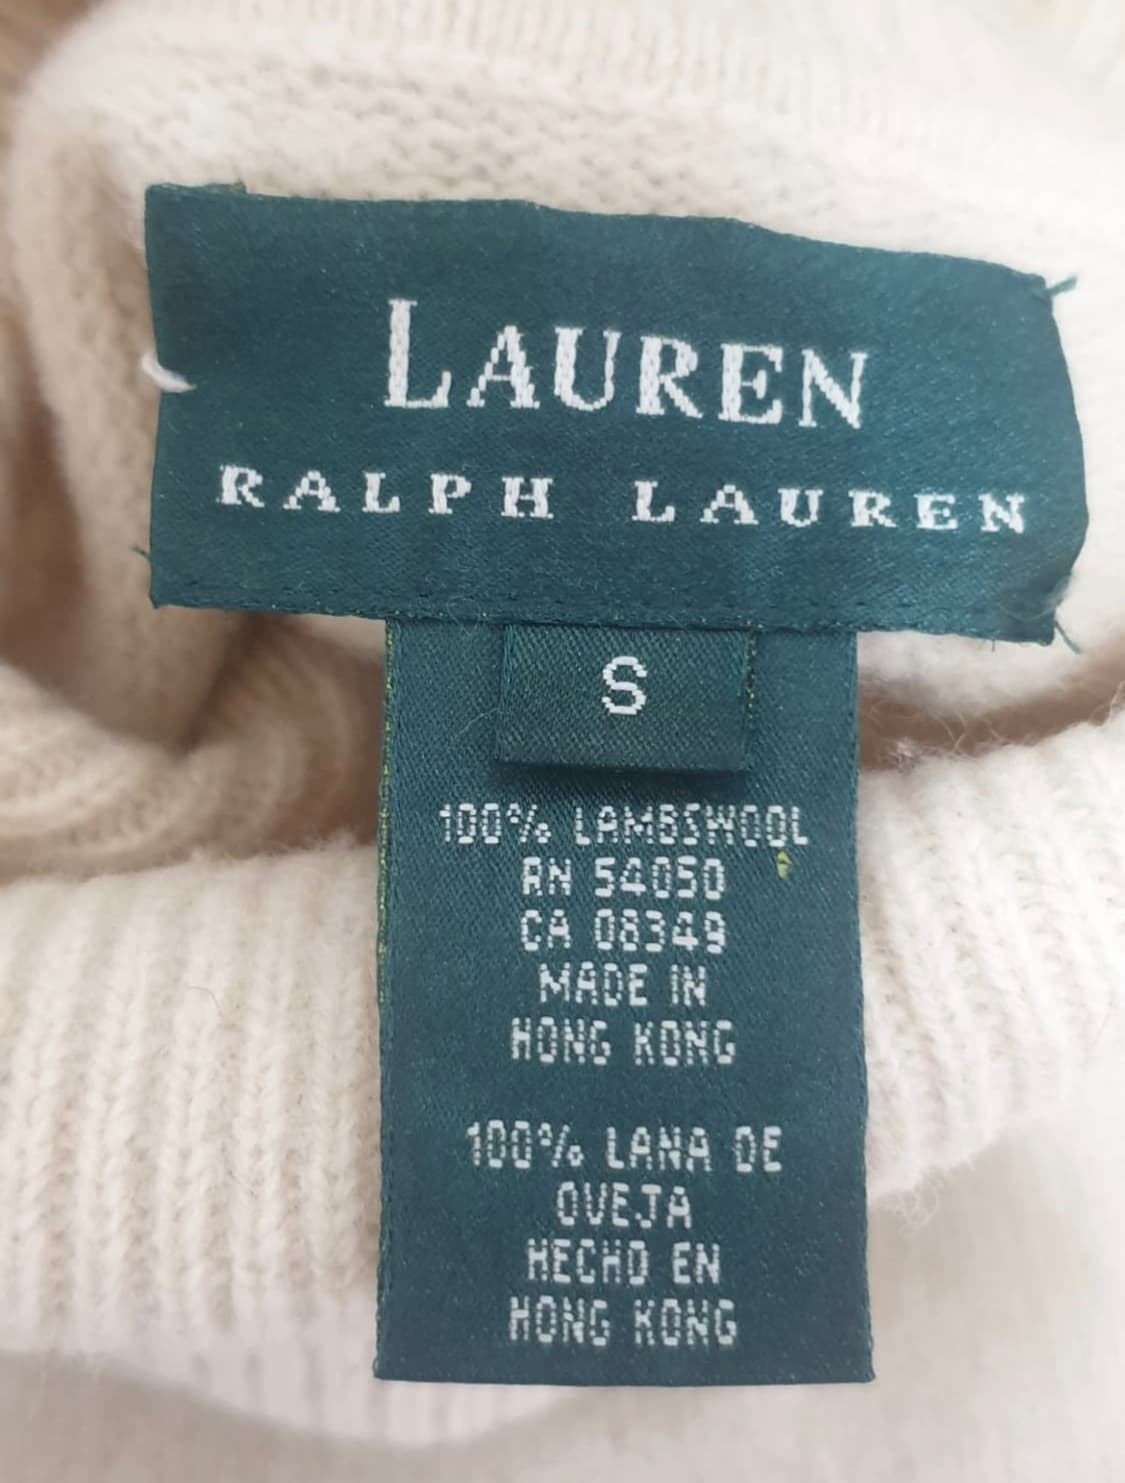 LAUREN
RALPH LAUREN
S
100% LAMBSWOOL
RN 54050
CA 08349
MADE IN
HONG KONG
100% LANA DE
OVEJA
HECHO EN
HONG KONG